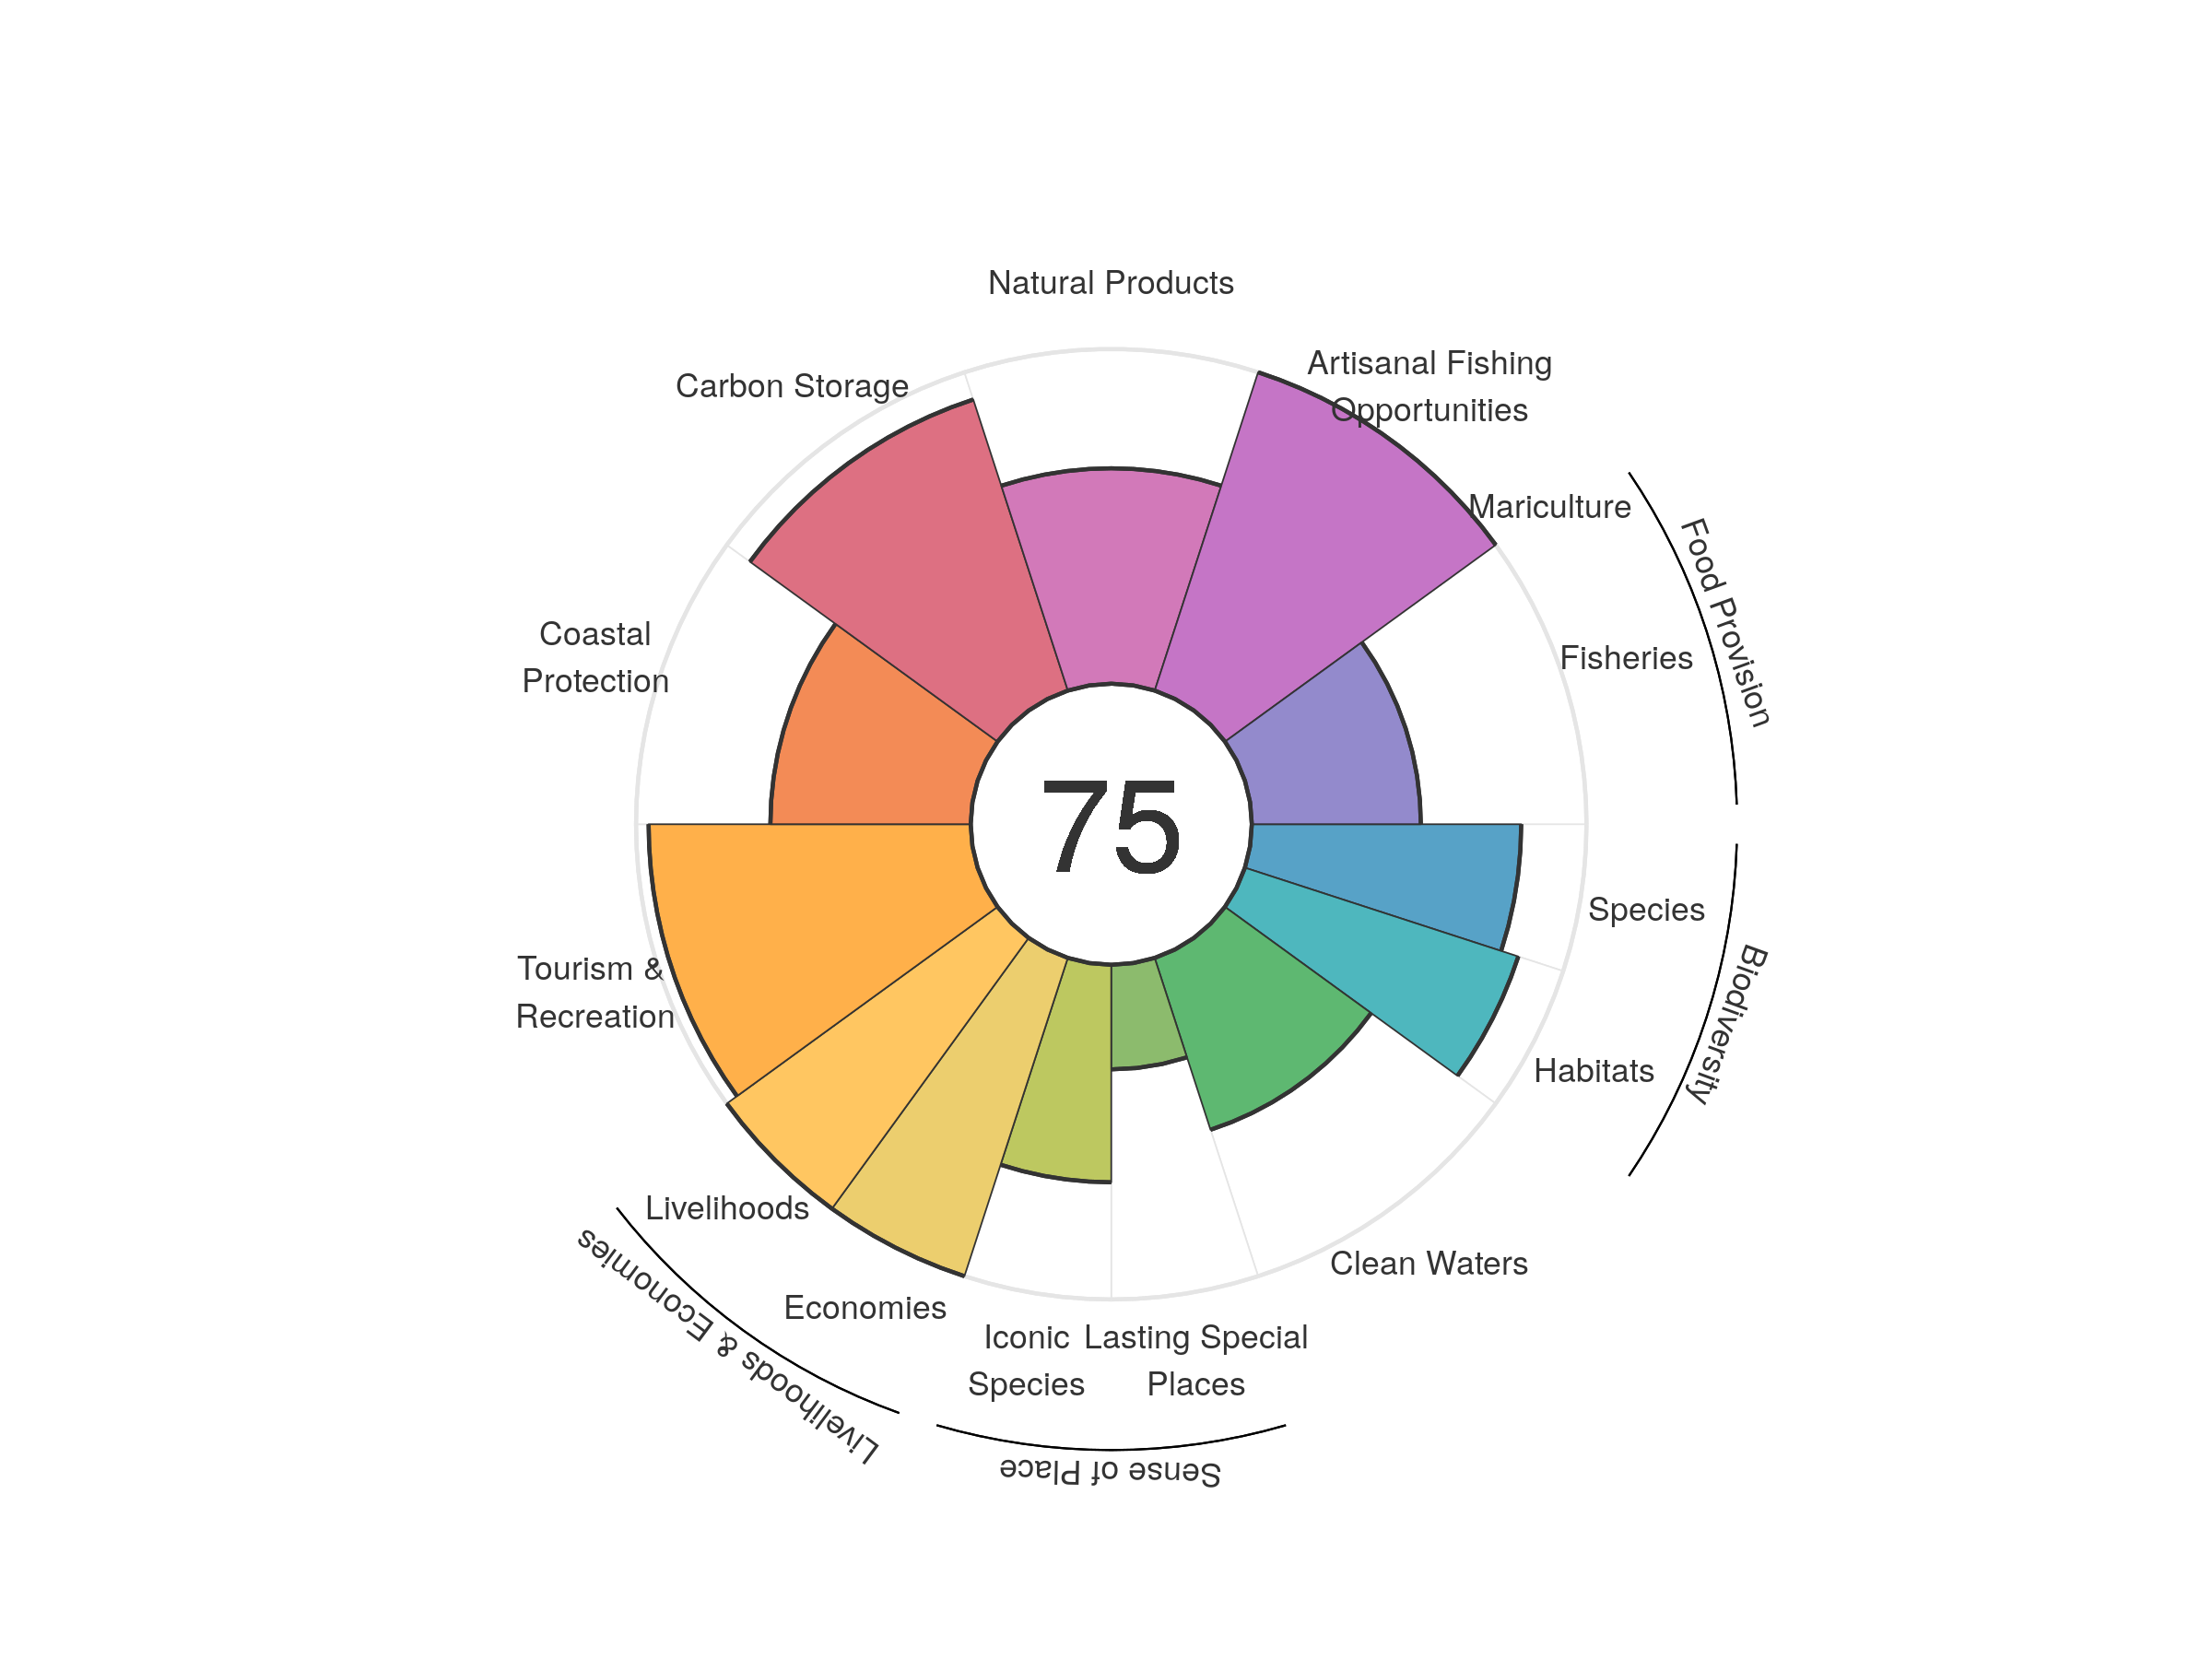 Natural Products
Artisanal Fishing
Opportunities
Carbon Storage
Mariculture
Food Provision
Coastal
Protection
Fisheries
75
Species
Biodiversity
Tourism &
Recreation
Habitats
Livelihoods
Livelihoods & Economies
Clean Waters
Economies
Iconic
Species
Lasting Special
Places
Sense of Place